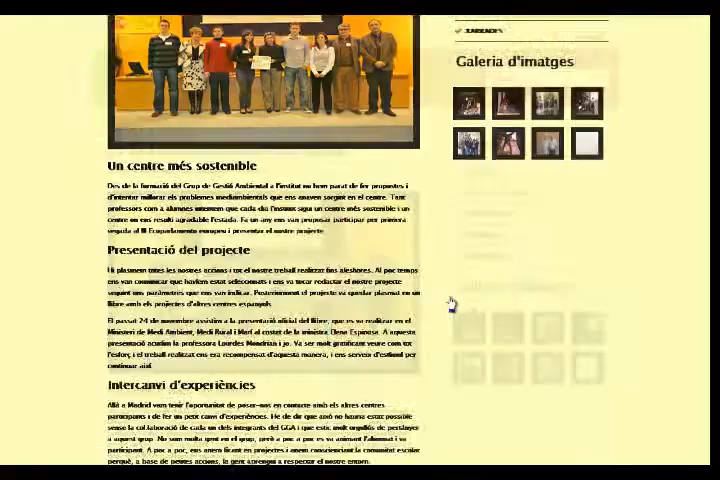 XARXADES
Galeria d'imatges
Un centre més sostenible
Des de la formació del Grup de Gestió Ambiental a l'institut no hem parat de fer propostes i
d'intentar millorar els problemes mediambientals que ens anaven sorgint en el centre. Tant
professors com a alumnes intentem que cada dia l'institut sigui un centre més sostenible i un
centre on ens resulti agradable l'estada. Fa un any ens van proposar participar per primera
vegada al III Ecoparlamento europeu i presentar el nostre projecte
Presentació del projecte
Hi plasmem totes les nostres accions i tot el nostre treball realitzat fins aleshores. Al poc temps
ens van comunicar que havíem estat seleccionats i ens va tocar redactar el nostre projecte
seguint uns paràmetres que ens van indicar. Posteriorment el projecte va quedar plasmat en un
llibre amb els projectes d'altres centres espanyols.
El passat 24 de novembre assistim a la presentació oficial del llibre, que es va realitzar en el
Ministeri de Medi Ambient, Medi Rural i Marí al costat de la ministra Elena Espinosa. A aquesta
presentació acudim la professora Lourdes Mondrian i jo. Va ser molt gratificant veure com tot
l'esforç i el treball realitzat ens era recompensat d'aquesta manera, i ens serveix d'estímul per
continuar així
Intercanvi d'experiències
Allà a Madrid vam tenir l'oportunitat de posar-nos en contacte amb els altres centres
participants i de fer un petit canvi d'experiències. He de dir que això no hauria estat possible
sense la col·laboració de cada un dels integrants del GGA i que estic molt orgullós de pertànyer
a aquest grup. No som molta gent en el grup, però a poc a poc es va animant l'alumnat i va
participant. A poc a poc, ens anem ficant en projectes i anem conscienciant la comunitat escolar
perquè, a base de petites accions, la gent aprengui a respectar el nostre entorn.